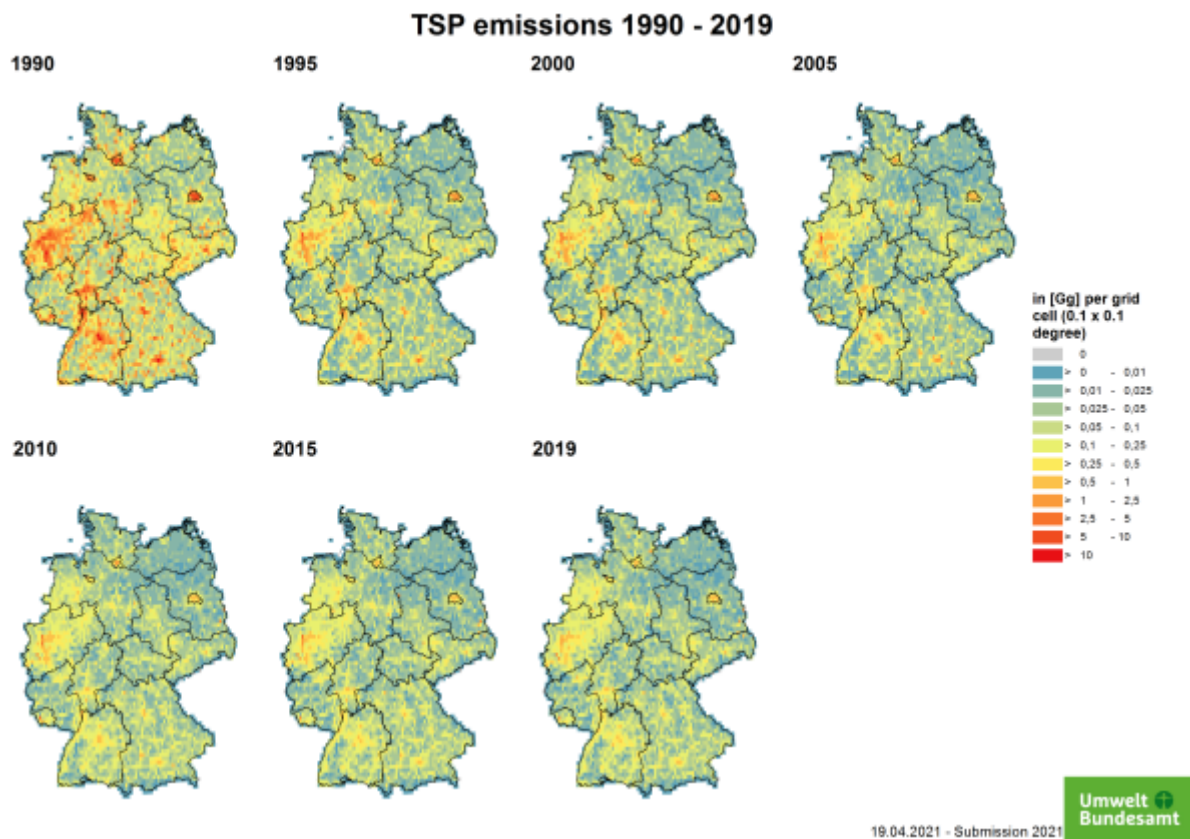 TSP emissions 1990 - 2019
1990
1995
2000
2005
in [Gg] per grid
cell (0.1 x 0.1
degree)
0
> 0 - 0,01
> 0,01 - 0,025
> 0,025 - 0,05
> 0,05 - 0,1
> 0,1 - 0,25
> 0,25 - 0,5
> 0,5 - 1
> 1 - 2,5
> 2,5 - 5
> 5 - 10
> 10
2010
2015
2019
Umwelt
Bundesamt
19.04.2021 - Submission 2021